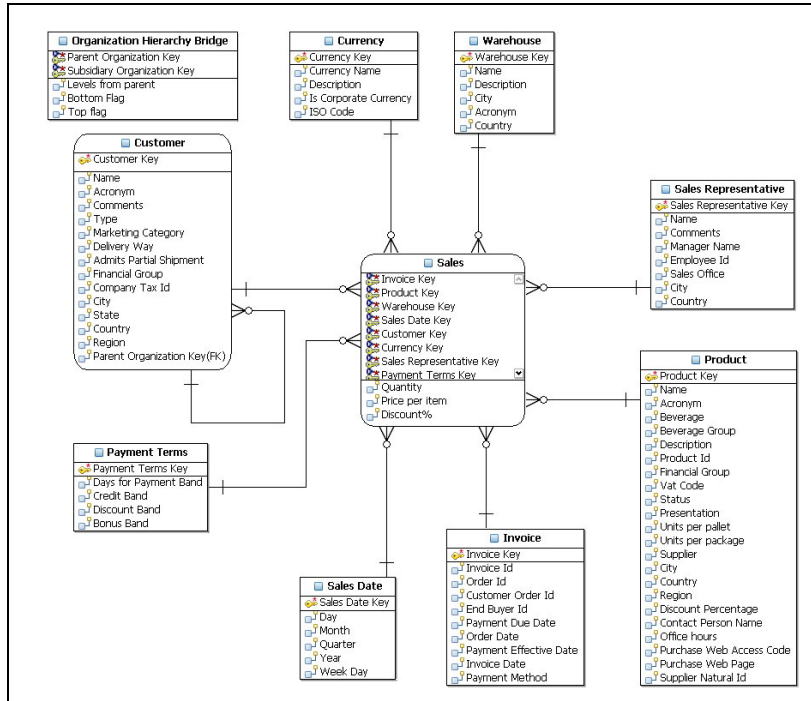 Organization Hierarchy Bridge
Parent Organization Key
Subsidiary Organization Key
Levels from parent
Bottom Flag
Top flag
Currency
Currency Key
Currency Name
Description
Is Corporate Currency
ISO Code
Warehouse
Warehouse Key
Name
Description
City
Acronym
Country
Customer
Customer Key
Name
Acronym
Comments
Type
Marketing Category
Delivery Way
Admits Partial Shipment
Financial Group
Company Tax Id
City
State
Country
Region
Parent Organization Key(FK)
Sales Representative
Sales Representative Key
Name
Comments
Manager Name
Employee Id
Sales Office
City
Country
Sales
Invoice Key
Product Key
Warehouse Key
Sales Date Key
Customer Key
Currency Key
Sales Representative Key
Payment Terms Key
Quantity
Price per item
Discount%
Product
Product Key
Name
Acronym
Beverage
Beverage Group
Description
Product Id
Financial Group
Vat Code
Status
Presentation
Units per pallet
Units per package
Supplier
City
Country
Region
Discount Percentage
Contact Person Name
Office hours
Purchase Web Access Code
Purchase Web Page
Supplier Natural Id
Payment Terms
Payment Terms Key
Days for Payment Band
Credit Band
Discount Band
Bonus Band
Sales Date
Sales Date Key
Day
Month
Quarter
Year
Week Day
Invoice
Invoice Key
Invoice Id
Order Id
Customer Order Id
End Buyer Id
Payment Due Date
Order Date
Payment Effective Date
Invoice Date
Payment Method